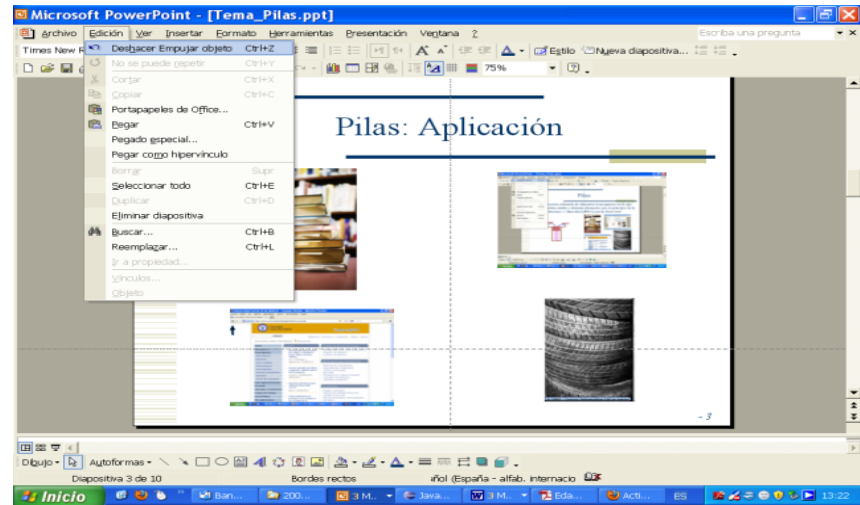 Microsoft PowerPoint - [Tema_Pilas.ppt]
Archivo Edición Ver Insertar Formato Herramientas Presentación Ventana ? Escriba una pregunta
Times New R
Estilo Nueva diapositiva...
75%
Deshacer Empujar objeto Ctrl+Z
No se puede repetir Ctrl+Y
Cortar Ctrl+X
Copiar Ctrl+C
Portapapeles de Office...
Pegar Ctrl+V
Pegado especial...
Pegar como hipervínculo
Borrar Supr
Seleccionar todo Ctrl+E
Duplicar Ctrl+D
Eliminar diapositiva
Buscar... Ctrl+B
Reemplazar... Ctrl+L
Ir a propiedad...
Vínculos...
Objeto
Pilas: Aplicación
Pilas
- 3
Dibujo Autoformas
Diapositiva 3 de 10 Bordes rectos añol (España - alfab. internacio
Inicio Ban... 200... 3 M.. Java... 3 M.. Eda... Acti... ES 13:22